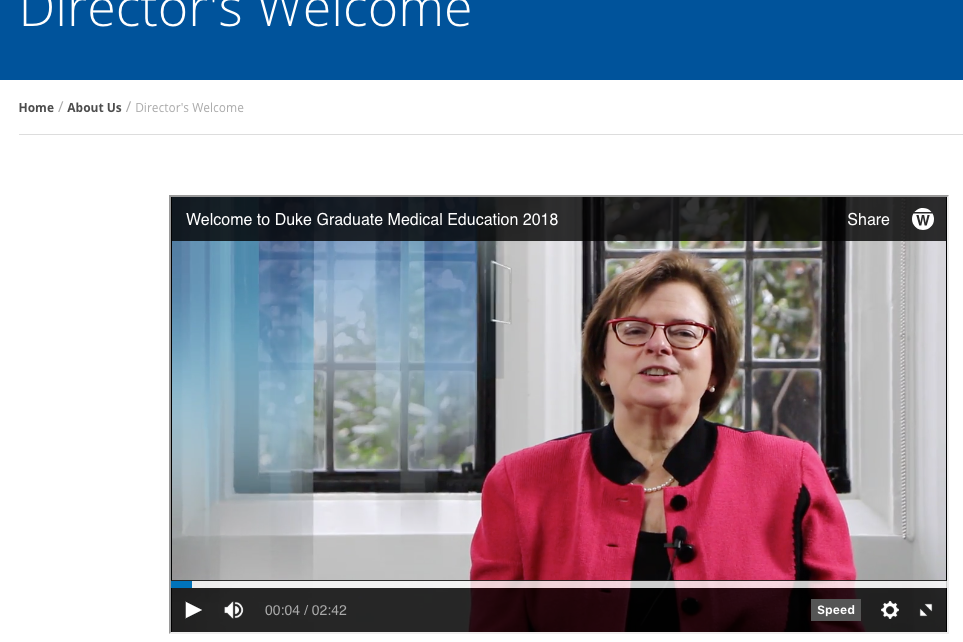 Director's Welcome
Home / About Us / Director's Welcome
Welcome to Duke Graduate Medical Education 2018
Share
W
00:04 / 02:42
Speed